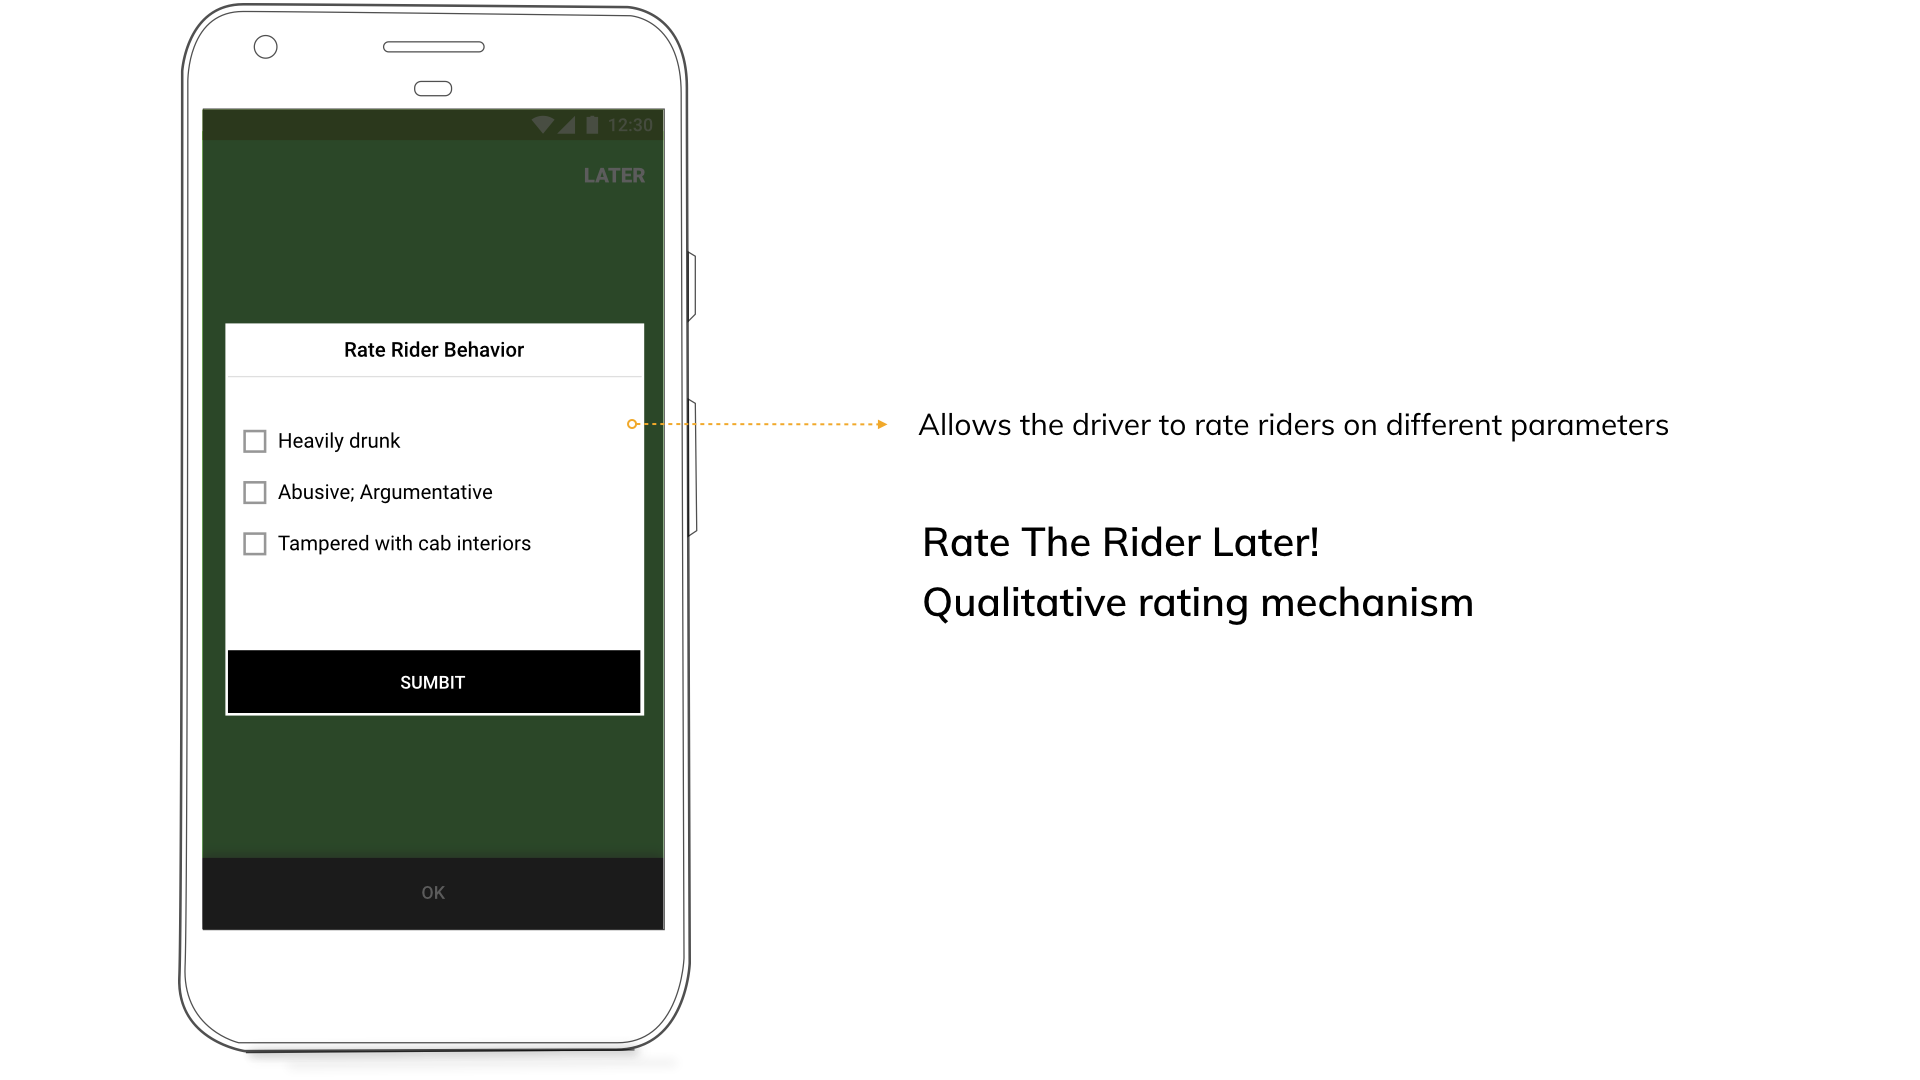 12:30
LATER
Rate Rider Behavior
Heavily drunk
Abusive; Argumentative
Tampered with cab interiors
SUMBIT
OK
Allows the driver to rate riders on different parameters
Rate The Rider Later!
Qualitative rating mechanism